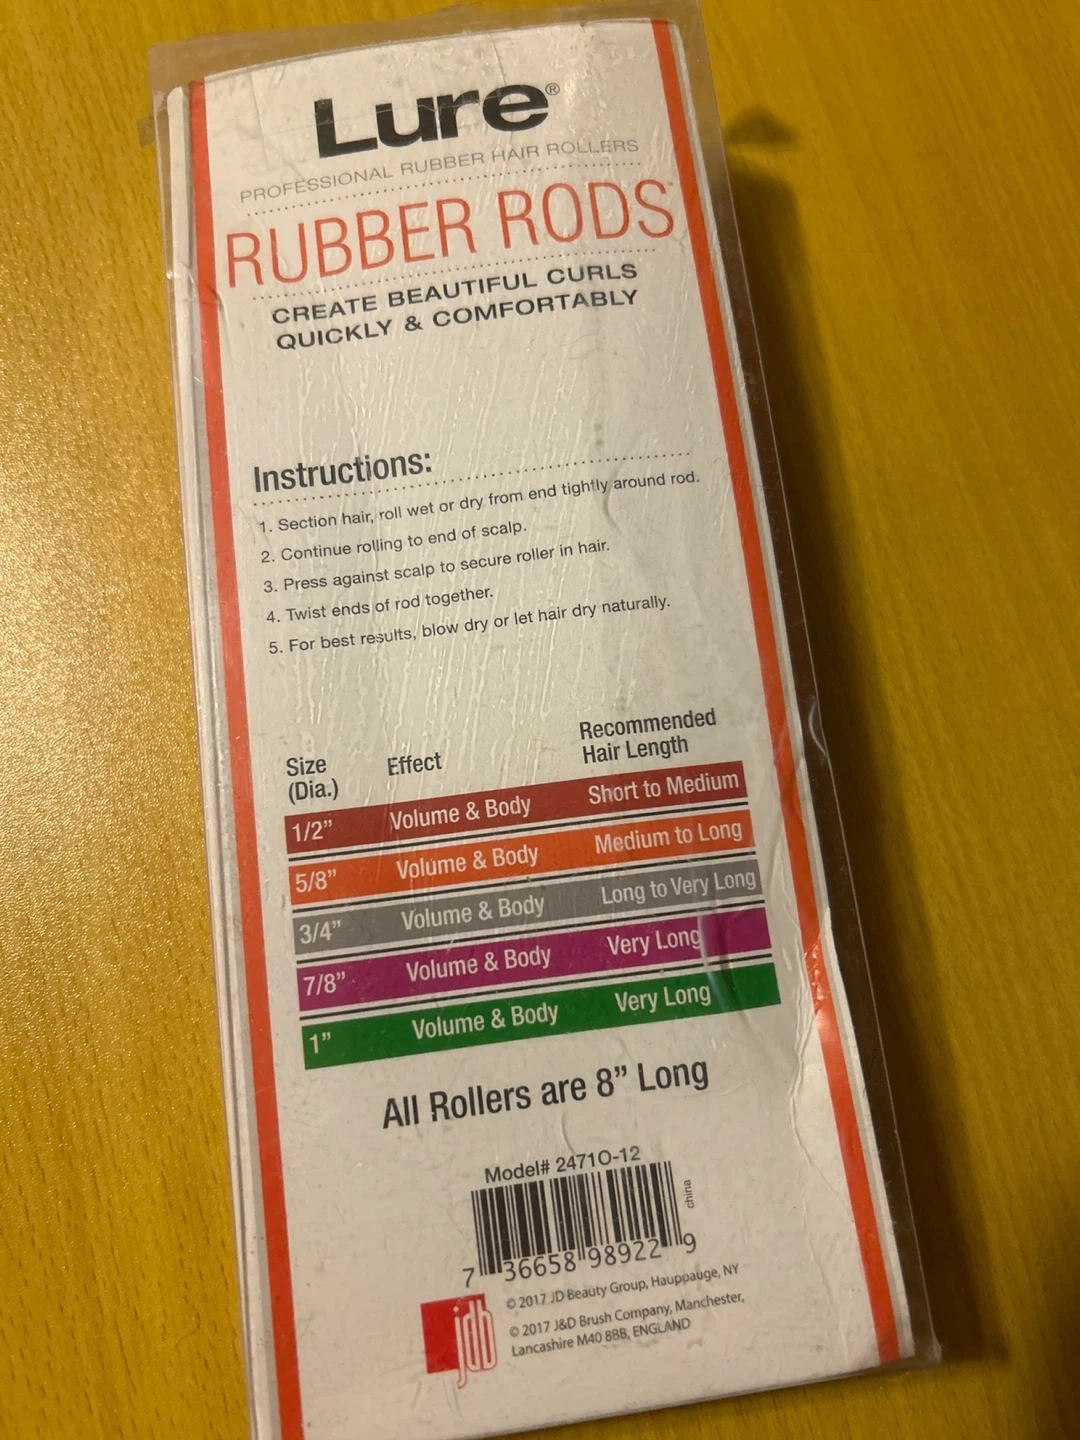 Lure®
PROFESSIONAL RUBBER HAIR ROLLERS
RUBBER RODS
CREATE BEAUTIFUL CURLS
QUICKLY & COMFORTABLY
Instructions:
1. Section hair, roll wet or dry from end tightly around rod.
2. Continue rolling to end of scalp.
3. Press against scalp to secure roller in hair.
4. Twist ends of rod together.
5. For best results, blow dry or let hair dry naturally.
Size (Dia.) Effect Recommended Hair Length
1/2” Volume & Body Short to Medium
5/8” Volume & Body Medium to Long
3/4” Volume & Body Long to Very Long
7/8” Volume & Body Very Long
1” Volume & Body Very Long
All Rollers are 8” Long
Model# 2471O-12
china
7 36658 98922 9
jdb
© 2017 JD Beauty Group, Hauppauge, NY
© 2017 J&D Brush Company, Manchester,
Lancashire M40 8BB, ENGLAND